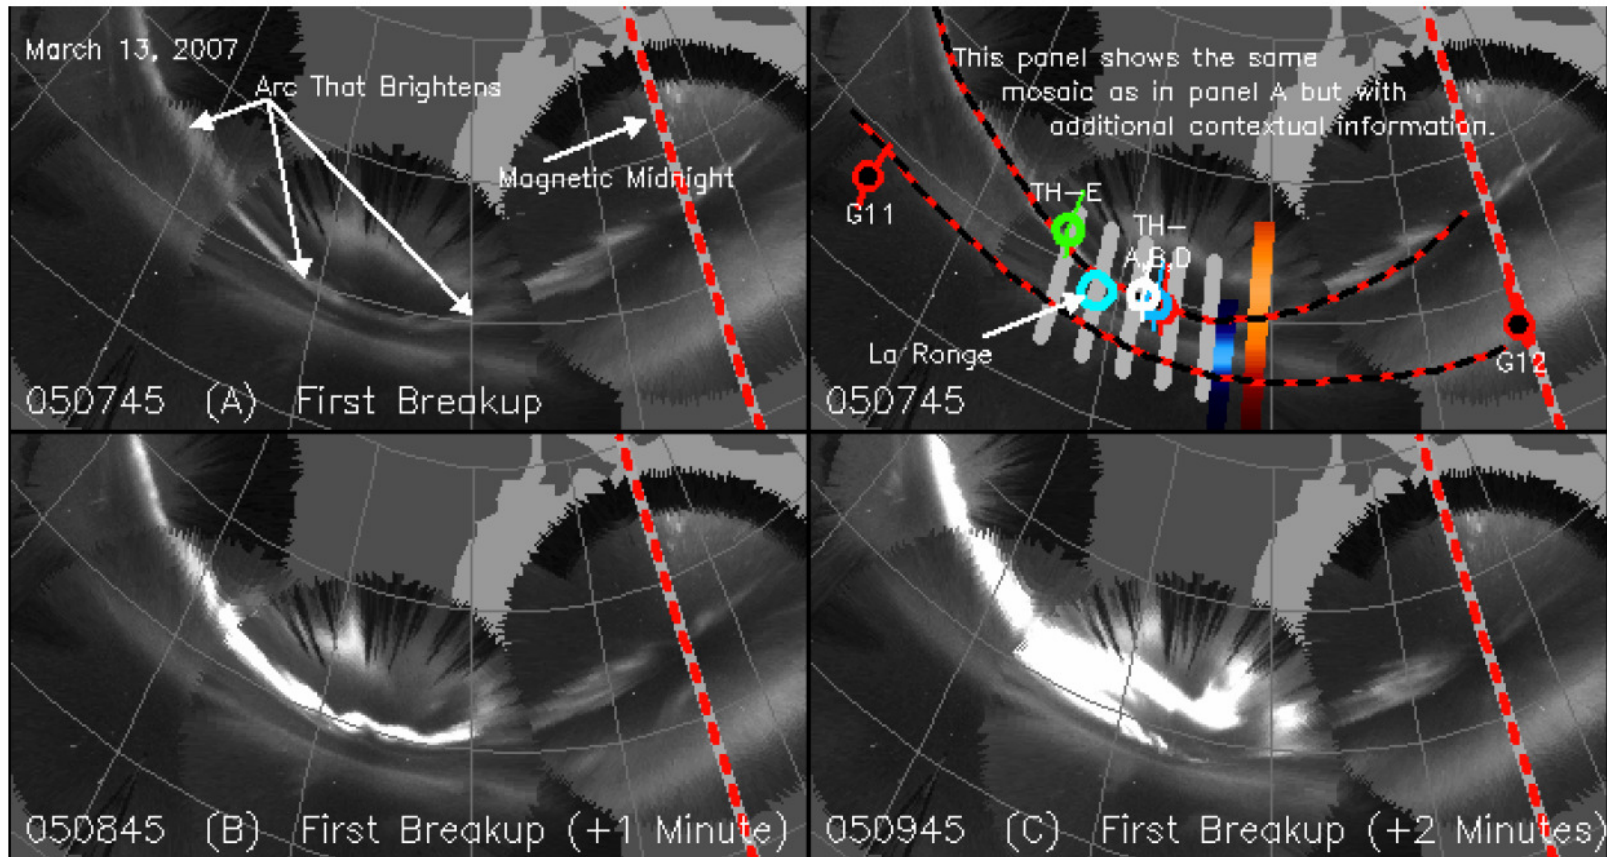 March 13, 2007
Arc That Brightens
Magnetic Midnight
050745 (A) First Breakup
This panel shows the same
mosaic as in panel A but with
additional contextual information.
TH-E
G11
TH-
A,B,D
La Ronge
G12
050745
050845 (B) First Breakup (+1 Minute)
050945 (C) First Breakup (+2 Minutes)